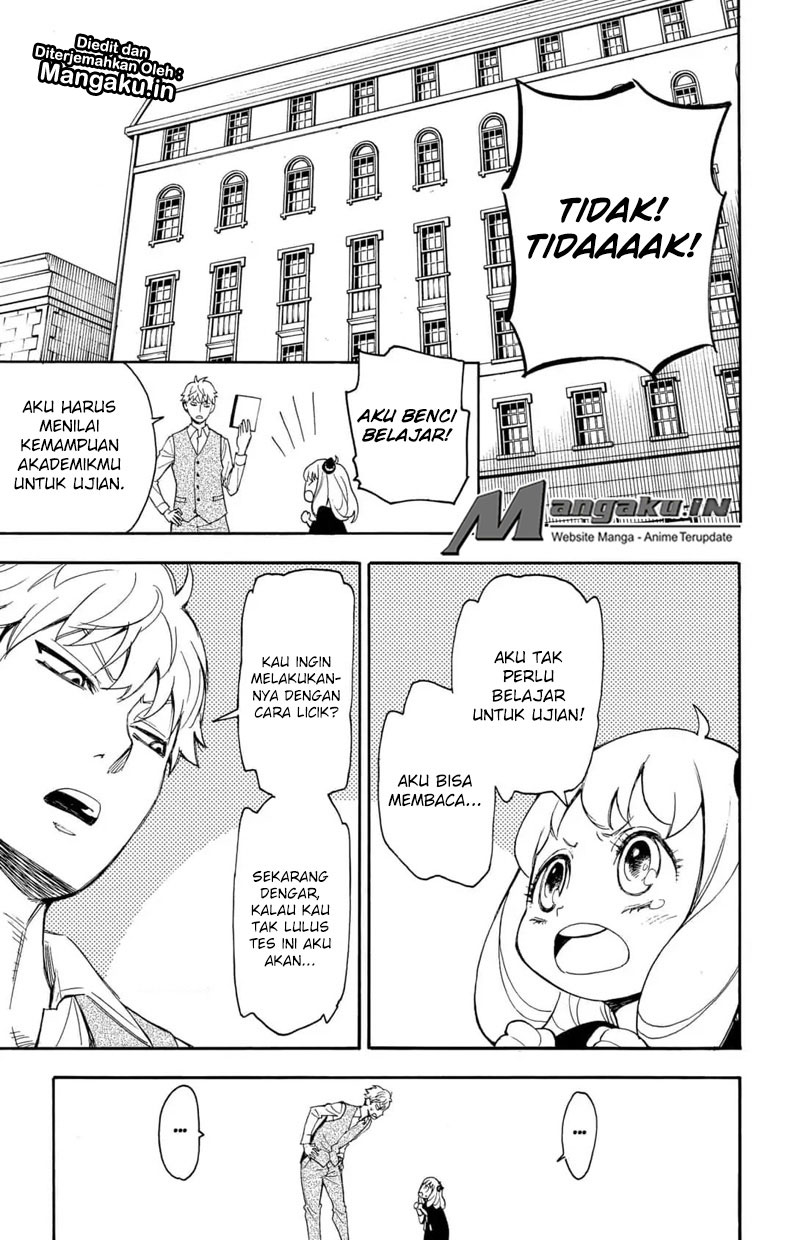 Diedit dan
Diterjemahkan Oleh :
Mangaku.in
TIDAK!
TIDAAAAK!
AKU BENCI
BELAJAR!
AKU HARUS
MENILAI
KEMAMPUAN
AKADEMIKMU
UNTUK UJIAN.
Mangaku.iN
Website Manga - Anime Terupdate
AKU TAK
PERLU
BELAJAR
UNTUK UJIAN!
AKU BISA
MEMBACA...
KAU INGIN
MELAKUKAN-
NYA DENGAN
CARA LICIK?
SEKARANG
DENGAR,
KALAU KAU
TAK LULUS
TES INI AKU
AKAN...
...
...